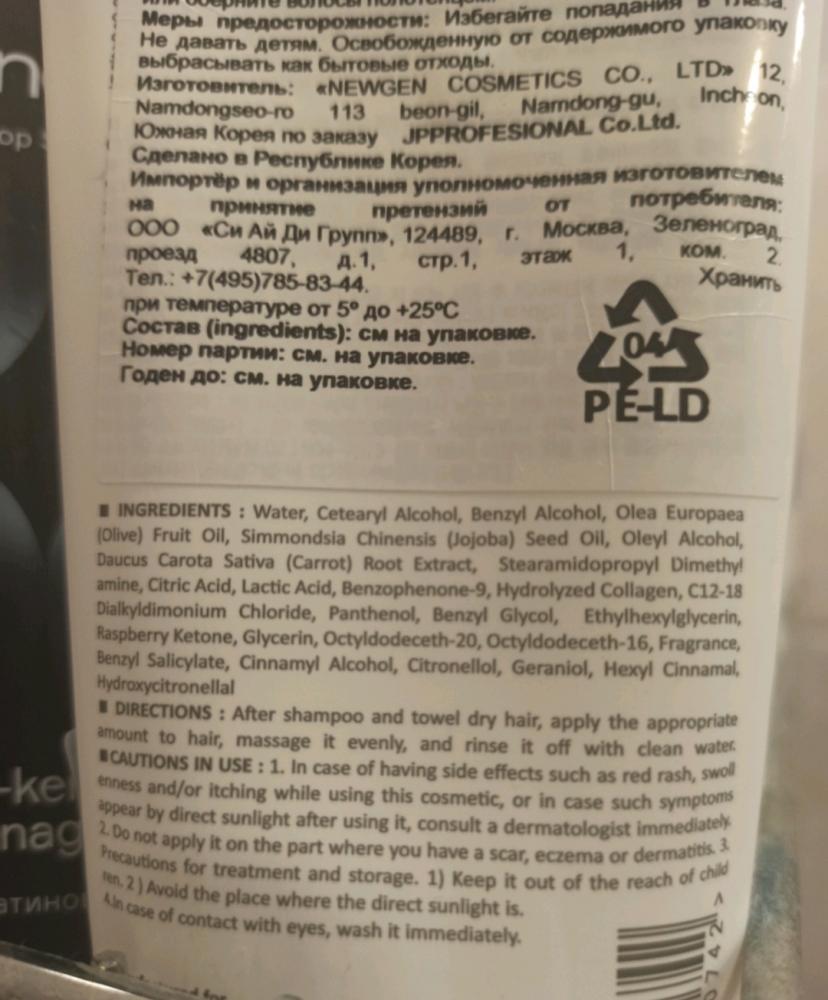 или оберните волосы
Меры предосторожности: Избегайте попадания в глаза.
Не давать детям. Освобожденную от содержимого упаковку
выбрасывать как бытовые отходы.
Изготовитель: «NEWGEN COSMETICS CO., LTD» 12,
Namdongseo-ro 113 beon-gil, Namdong-gu, Incheon,
Южная Корея по заказу JPPROFESIONAL Co.Ltd.
Сделано в Республике Корея.
Импортёр и организация уполномоченная изготовителем
на принятие претензий от потребителя:
ООО «Си Ай Ди Групп», 124489, г. Москва, Зеленоград,
проезд 4807, д.1, стр.1, этаж 1, ком. 2.
Тел.: +7(495)785-83-44. Хранить
при температуре от 5º до +25ºC
Состав (ingredients): см на упаковке.
Номер партии: см. на упаковке.
Годен до: см. на упаковке.
04
PE-LD
INGREDIENTS : Water, Cetearyl Alcohol, Benzyl Alcohol, Olea Europaea
(Olive) Fruit Oil, Simmondsia Chinensis (Jojoba) Seed Oil, Oleyl Alcohol,
Daucus Carota Sativa (Carrot) Root Extract, Stearamidopropyl Dimethyl
amine, Citric Acid, Lactic Acid, Benzophenone-9, Hydrolyzed Collagen, C12-18
Dialkyldimonium Chloride, Panthenol, Benzyl Glycol, Ethylhexylglycerin,
Raspberry Ketone, Glycerin, Octyldodeceth-20, Octyldodeceth-16, Fragrance,
Benzyl Salicylate, Cinnamyl Alcohol, Citronellol, Geraniol, Hexyl Cinnamal,
Hydroxycitronellal
DIRECTIONS : After shampoo and towel dry hair, apply the appropriate
amount to hair, massage it evenly, and rinse it off with clean water.
CAUTIONS IN USE : 1. In case of having side effects such as red rash, swoll
enness and/or itching while using this cosmetic, or in case such symptoms
appear by direct sunlight after using it, consult a dermatologist immediately.
2. Do not apply it on the part where you have a scar, eczema or dermatitis. 3.
Precautions for treatment and storage. 1) Keep it out of the reach of child
ren. 2 ) Avoid the place where the direct sunlight is.
4.In case of contact with eyes, wash it immediately.